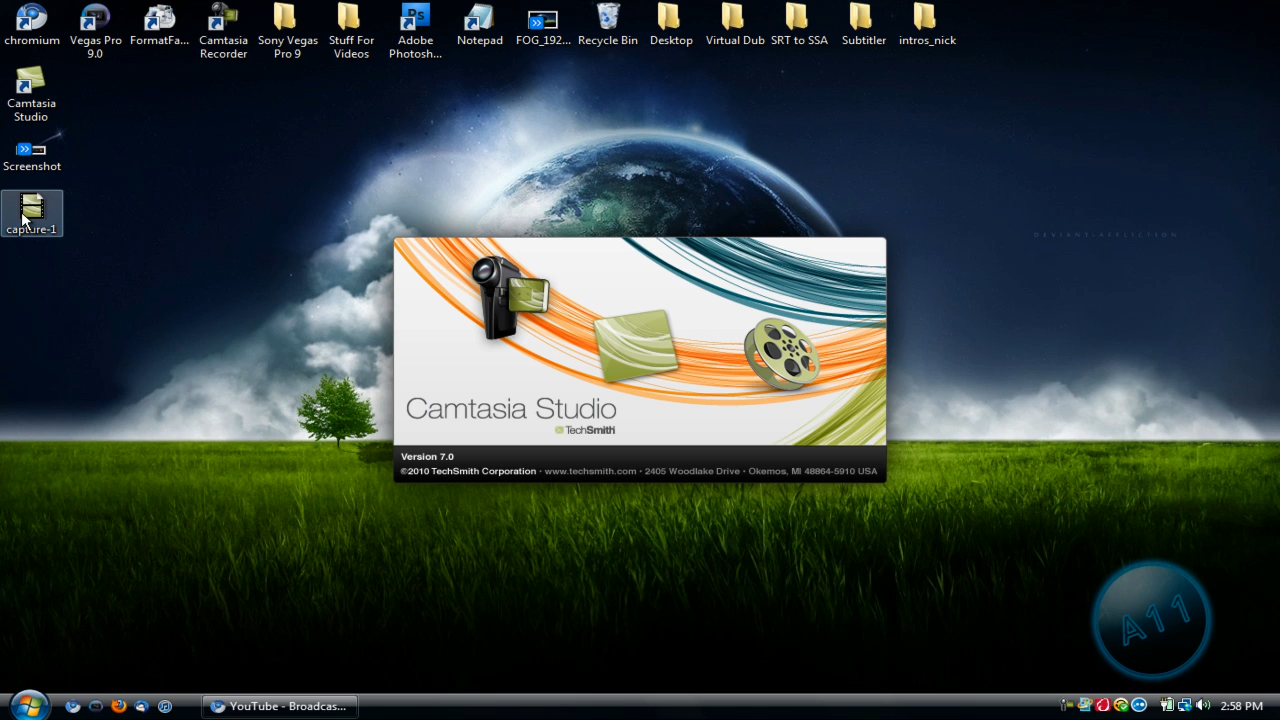 chromium
Vegas Pro 9.0
FormatFa...
Camtasia Recorder
Sony Vegas Pro 9
Stuff For Videos
Ps
Adobe Photosh...
Notepad
FOG_192...
Recycle Bin
Desktop
Virtual Dub
SRT to SSA
Subtitler
intros_nick
Camtasia Studio
Screenshot
capture-1
DEVIANT-AFFLICTION
Camtasia Studio
TechSmith
Version 7.0
©2010 TechSmith Corporation · www.techsmith.com · 2405 Woodlake Drive · Okemos, MI 48864-5910 USA
A11
YouTube - Broadcas...
2:58 PM